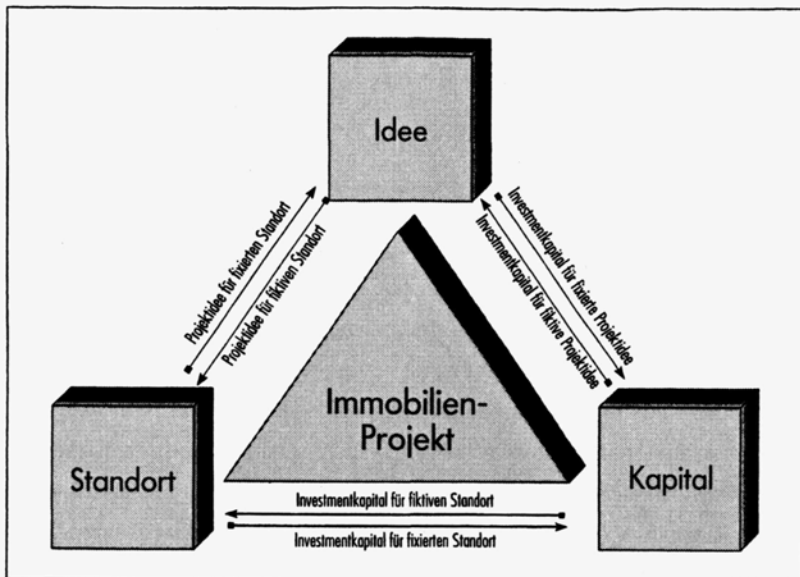 Idee
Projektidee für fixierten Standort
Projektidee für fiktiven Standort
Investmentkapital für fixierte Projektidee
Investmentkapital für fiktive Projektidee
Immobilien-
Projekt
Standort
Kapital
Investmentkapital für fiktiven Standort
Investmentkapital für fixierten Standort